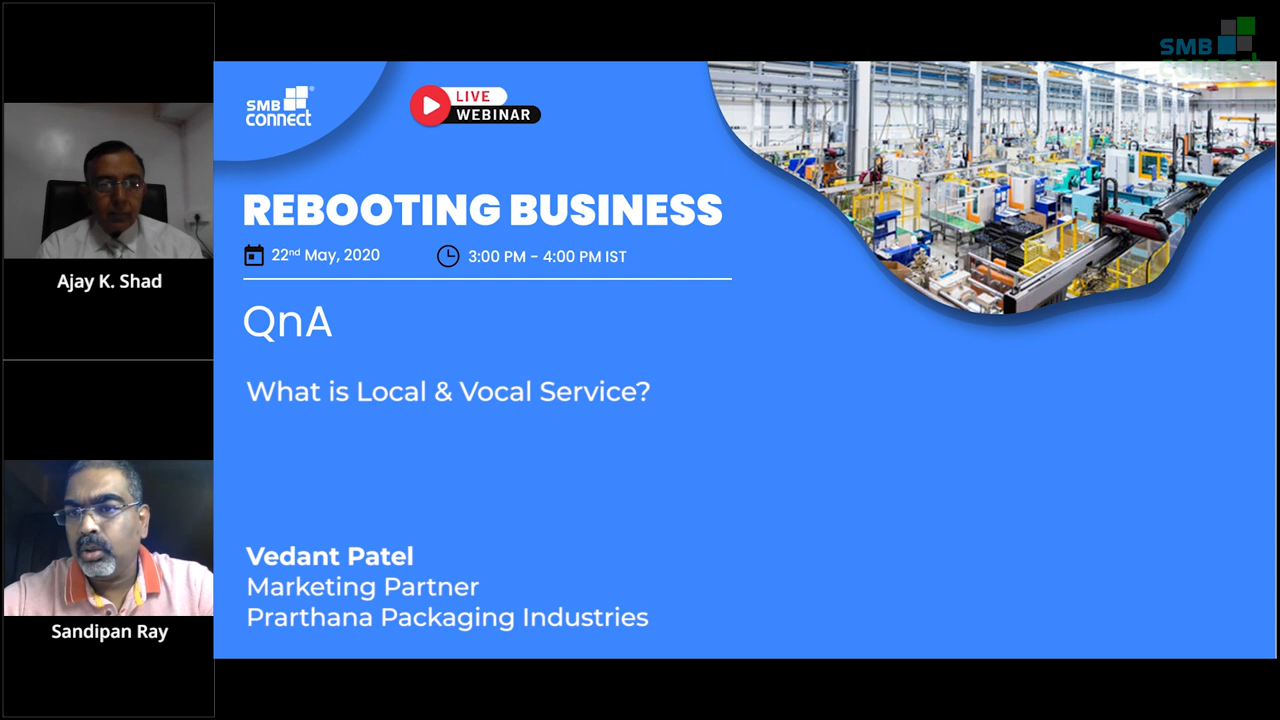 SMB
connect
Ajay K. Shad
Sandipan Ray
SMB
connect
LIVE
WEBINAR
REBOOTING BUSINESS
22nd May, 2020
3:00 PM - 4:00 PM IST
QnA
What is Local & Vocal Service?
Vedant Patel
Marketing Partner
Prarthana Packaging Industries